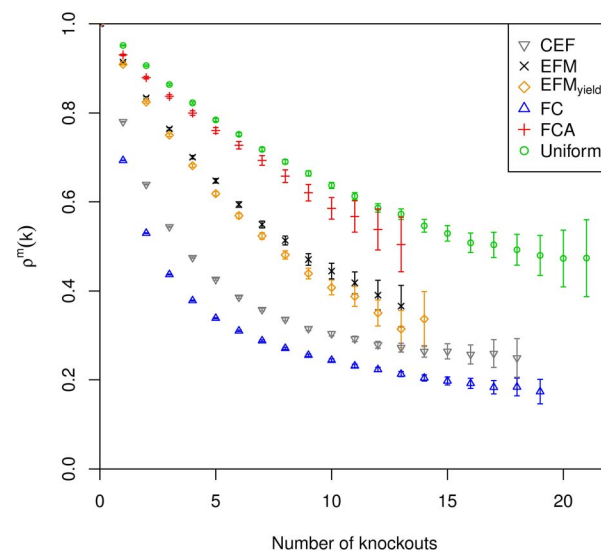 1.0
0.8
0.6
0.4
0.2
0.0
ρᵐ(k)
0
5
10
15
20
Number of knockouts
CEF
EFM
EFMyield
FC
FCA
Uniform